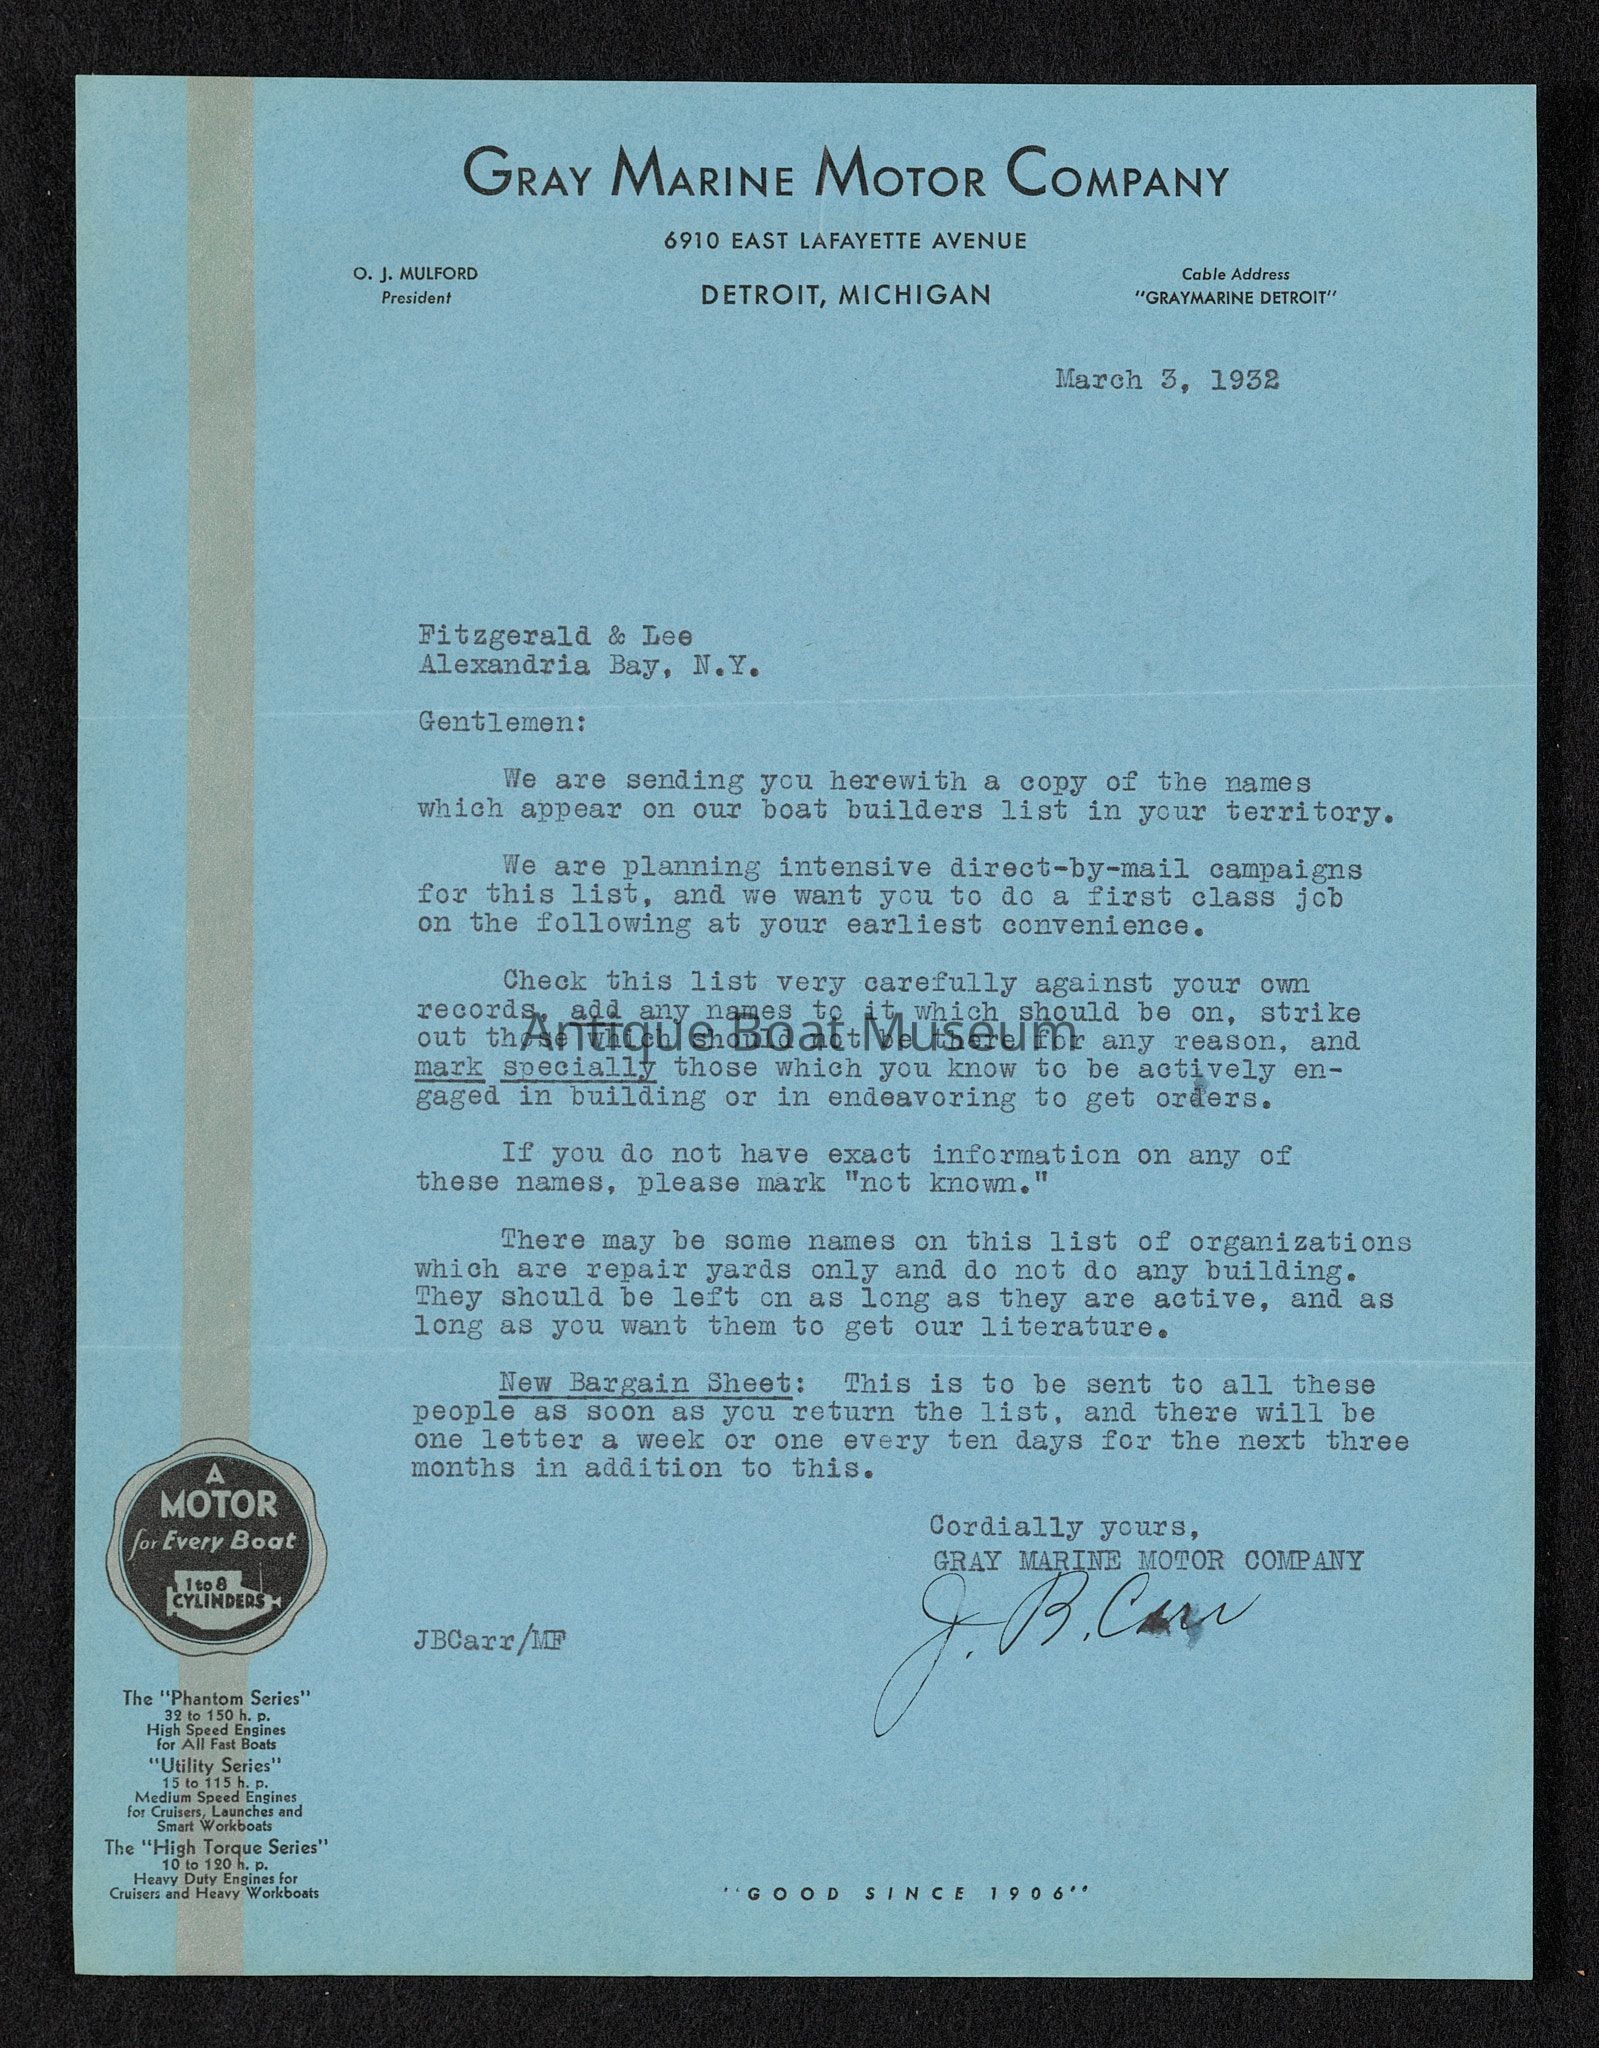 GRAY MARINE MOTOR COMPANY
6910 EAST LAFAYETTE AVENUE
DETROIT, MICHIGAN
O. J. MULFORD
President
Cable Address
"GRAYMARINE DETROIT"
March 3, 1932
Fitzgerald & Lee
Alexandria Bay, N.Y.
Gentlemen:
We are sending you herewith a copy of the names
which appear on our boat builders list in your territory.
We are planning intensive direct-by-mail campaigns
for this list, and we want you to do a first class job
on the following at your earliest convenience.
Check this list very carefully against your own
records, add any names to it which should be on, strike
out those which should not be there for any reason, and
mark specially those which you know to be actively en-
gaged in building or in endeavoring to get orders.
If you do not have exact information on any of
these names, please mark "not known."
There may be some names on this list of organizations
which are repair yards only and do not do any building.
They should be left on as long as they are active, and as
long as you want them to get our literature.
New Bargain Sheet: This is to be sent to all these
people as soon as you return the list, and there will be
one letter a week or one every ten days for the next three
months in addition to this.
Cordially yours,
GRAY MARINE MOTOR COMPANY
J. B. Carr
JBCarr/MF
A
MOTOR
for Every Boat
1 to 8
CYLINDERS
The "Phantom Series"
32 to 150 h. p.
High Speed Engines
for All Fast Boats
"Utility Series"
15 to 115 h. p.
Medium Speed Engines
for Cruisers, Launches and
Smart Workboats
The "High Torque Series"
10 to 120 h. p.
Heavy Duty Engines for
Cruisers and Heavy Workboats
"GOOD SINCE 1906"
Antique Boat Museum